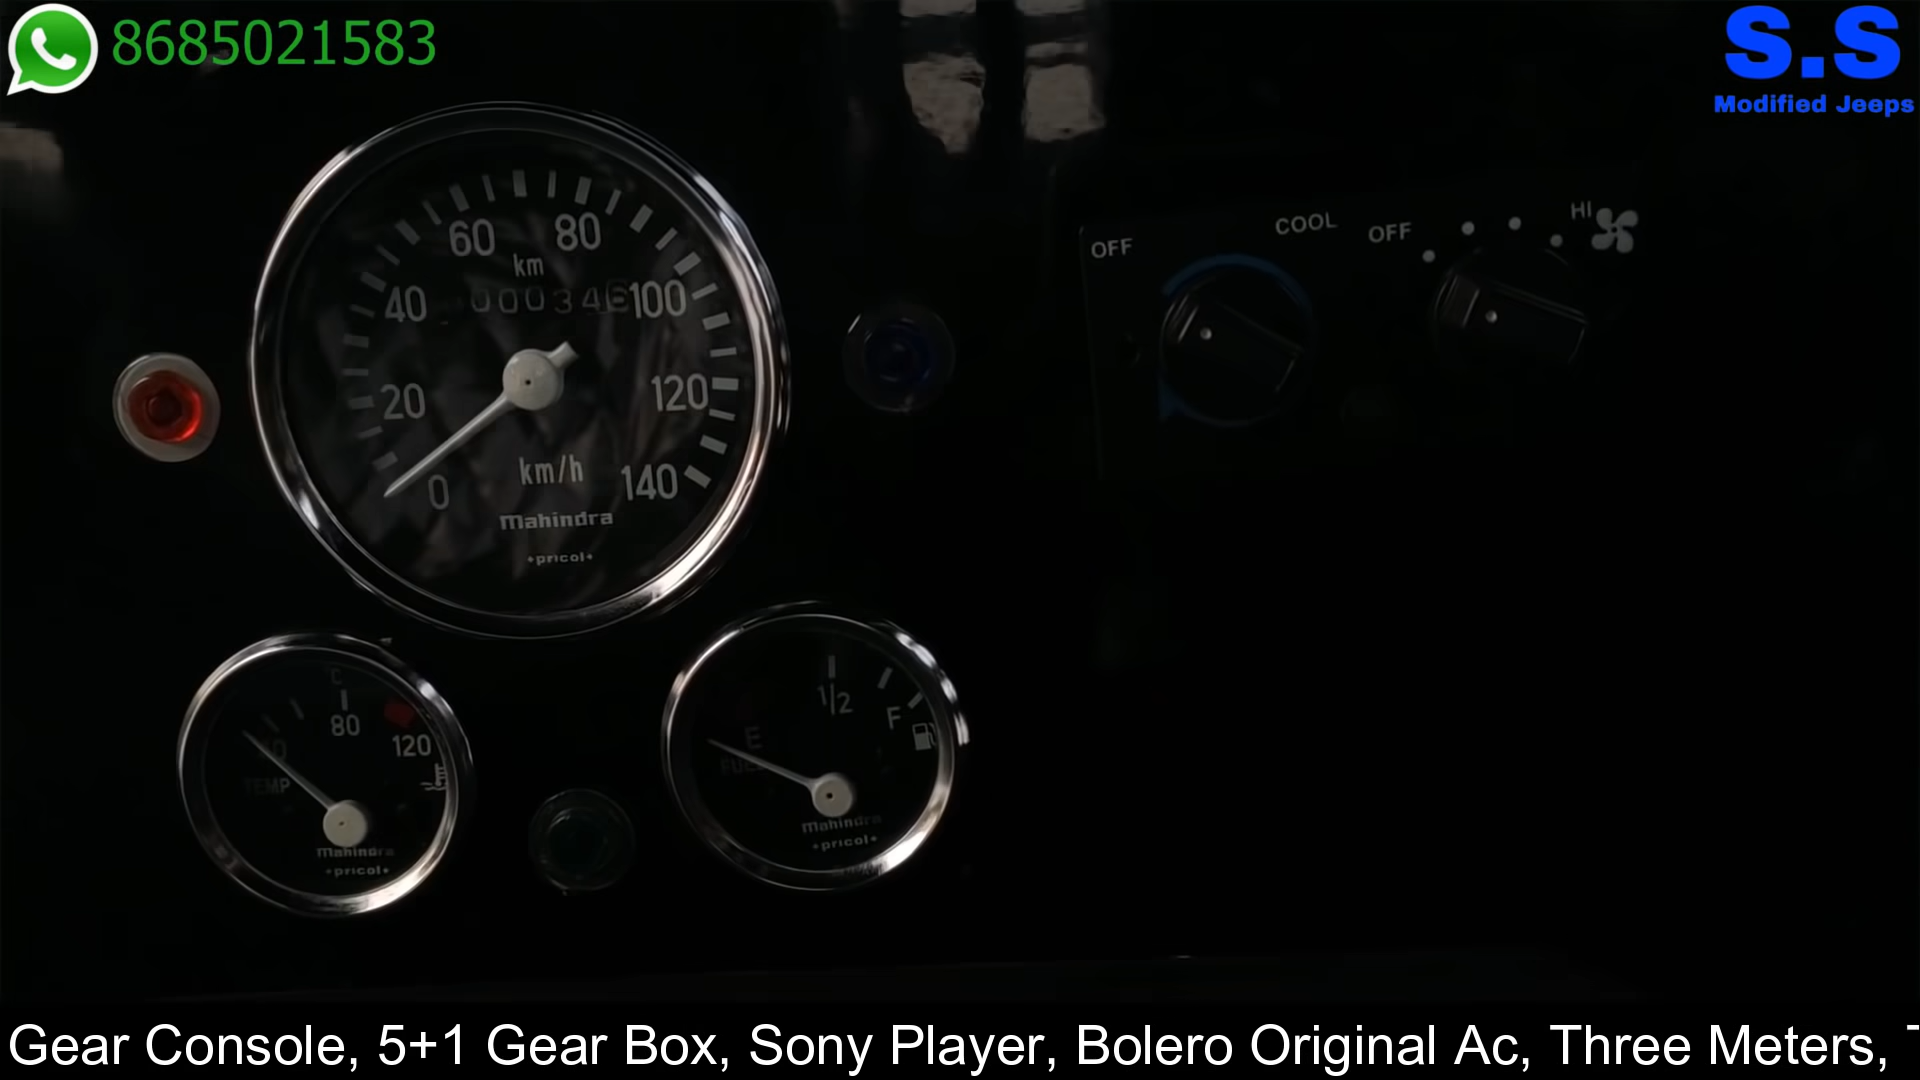 8685021583
S.S
Modified Jeeps
60 80
km
40 100
20 120
0 km/h 140
mahindra
pricol
OFF COOL OFF HI
C
80
120
TEMP
mahindra
pricol
1/2
E F
mahindra
pricol
Gear Console, 5+1 Gear Box, Sony Player, Bolero Original Ac, Three Meters,